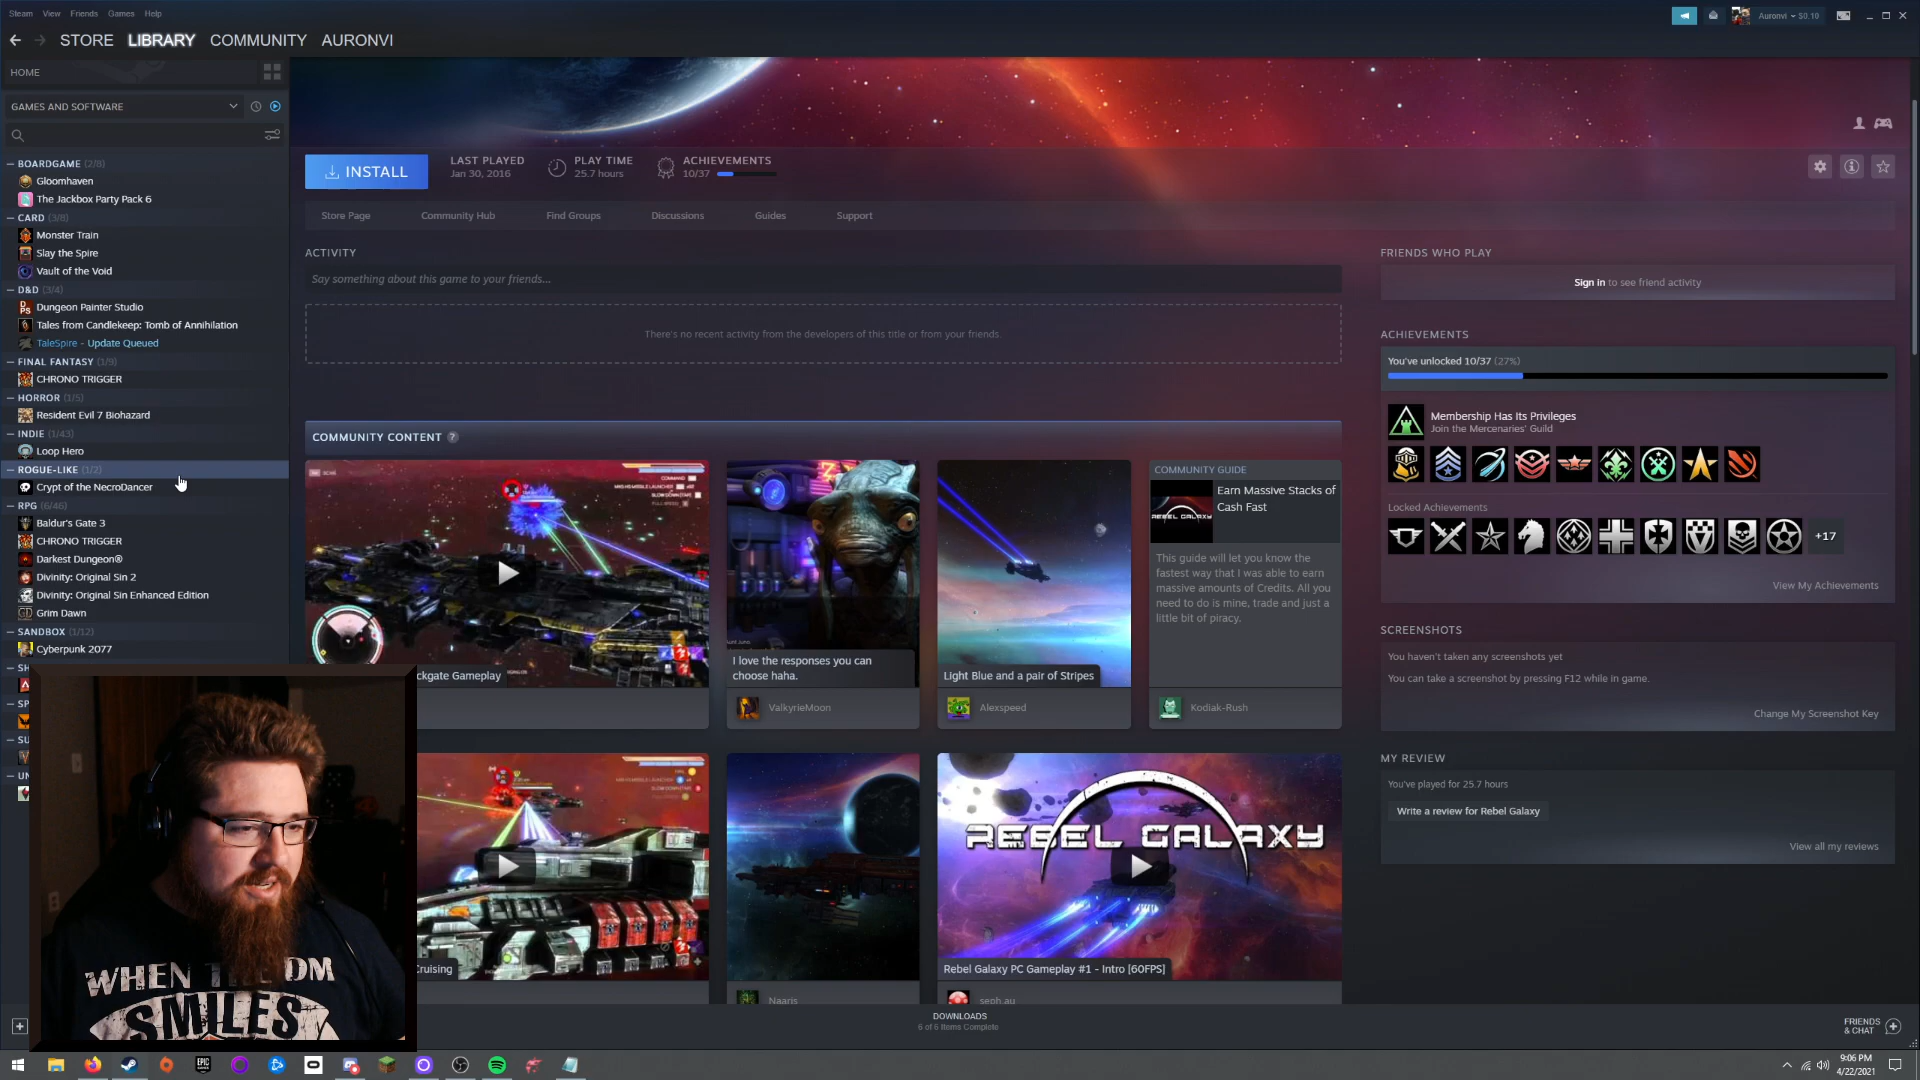 Steam View Friends Games Help
Auronvi $0.10
STORE LIBRARY COMMUNITY AURONVI
HOME
GAMES AND SOFTWARE
BOARDGAME (2/8)
Gloomhaven
The Jackbox Party Pack 6
CARD (3/8)
Monster Train
Slay the Spire
Vault of the Void
D&D (3/4)
Dungeon Painter Studio
Tales from Candlekeep: Tomb of Annihilation
TaleSpire - Update Queued
FINAL FANTASY (1/9)
CHRONO TRIGGER
HORROR (1/5)
Resident Evil 7 Biohazard
INDIE (1/43)
Loop Hero
ROGUE-LIKE (1/2)
Crypt of the NecroDancer
RPG (6/46)
Baldur's Gate 3
CHRONO TRIGGER
Darkest Dungeon®
Divinity: Original Sin 2
Divinity: Original Sin Enhanced Edition
Grim Dawn
SANDBOX (1/12)
Cyberpunk 2077
SH
SP
SU
UN
WHEN THE DM
SMILES
INSTALL
LAST PLAYED
Jan 30, 2016
PLAY TIME
25.7 hours
ACHIEVEMENTS
10/37
Store Page Community Hub Find Groups Discussions Guides Support
ACTIVITY
Say something about this game to your friends...
There's no recent activity from the developers of this title or from your friends.
COMMUNITY CONTENT ?
ckgate Gameplay
I love the responses you can
choose haha.
ValkyrieMoon
Light Blue and a pair of Stripes
Alexspeed
COMMUNITY GUIDE
REBEL GALAXY
Earn Massive Stacks of
Cash Fast
This guide will let you know the
fastest way that I was able to earn
massive amounts of Credits. All you
need to do is mine, trade and just a
little bit of piracy.
Kodiak-Rush
Cruising
Naaris
REBEL GALAXY
Rebel Galaxy PC Gameplay #1 - Intro [60FPS]
seph.au
FRIENDS WHO PLAY
Sign in to see friend activity
ACHIEVEMENTS
You've unlocked 10/37 (27%)
Membership Has Its Privileges
Join the Mercenaries' Guild
Locked Achievements
+17
View My Achievements
SCREENSHOTS
You haven't taken any screenshots yet
You can take a screenshot by pressing F12 while in game.
Change My Screenshot Key
MY REVIEW
You've played for 25.7 hours
Write a review for Rebel Galaxy
View all my reviews
DOWNLOADS
6 of 6 Items Complete
FRIENDS
& CHAT
EPIC
GAMES
9:06 PM
4/22/2021